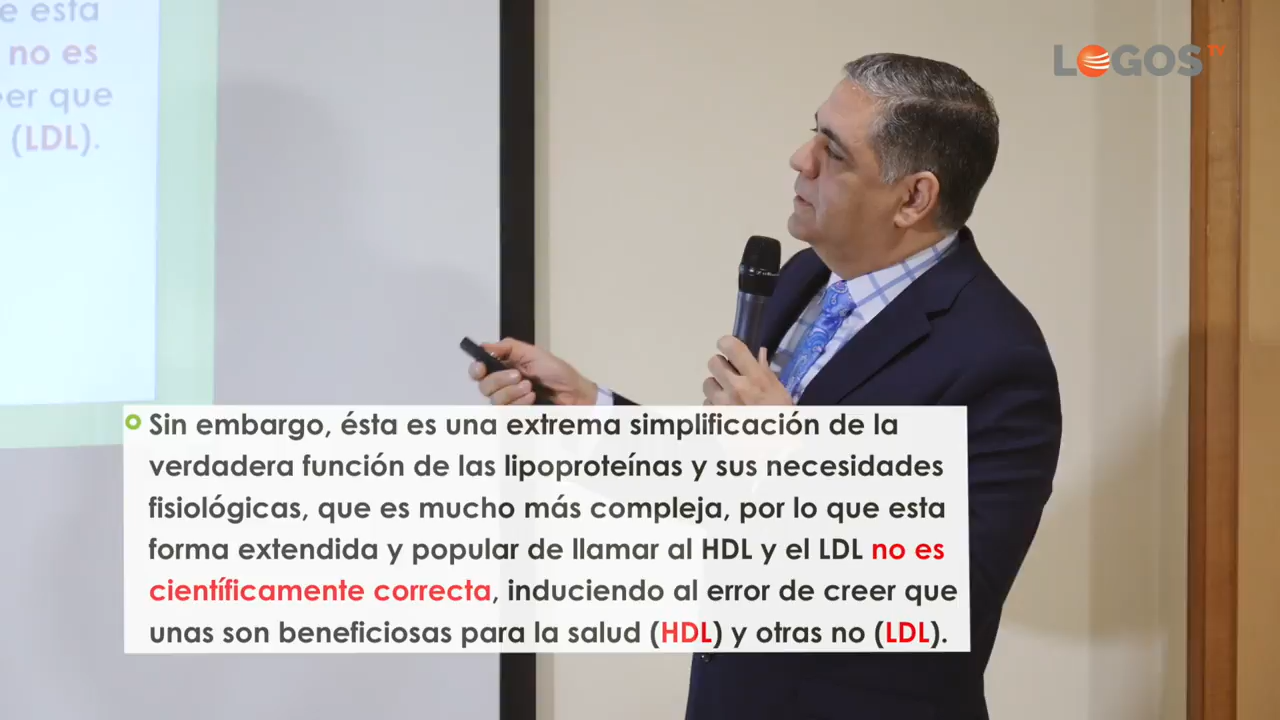 e esta
no es
er que
(LDL).
LOGOS TV
Sin embargo, ésta es una extrema simplificación de la
verdadera función de las lipoproteínas y sus necesidades
fisiológicas, que es mucho más compleja, por lo que esta
forma extendida y popular de llamar al HDL y el LDL no es
científicamente correcta, induciendo al error de creer que
unas son beneficiosas para la salud (HDL) y otras no (LDL).